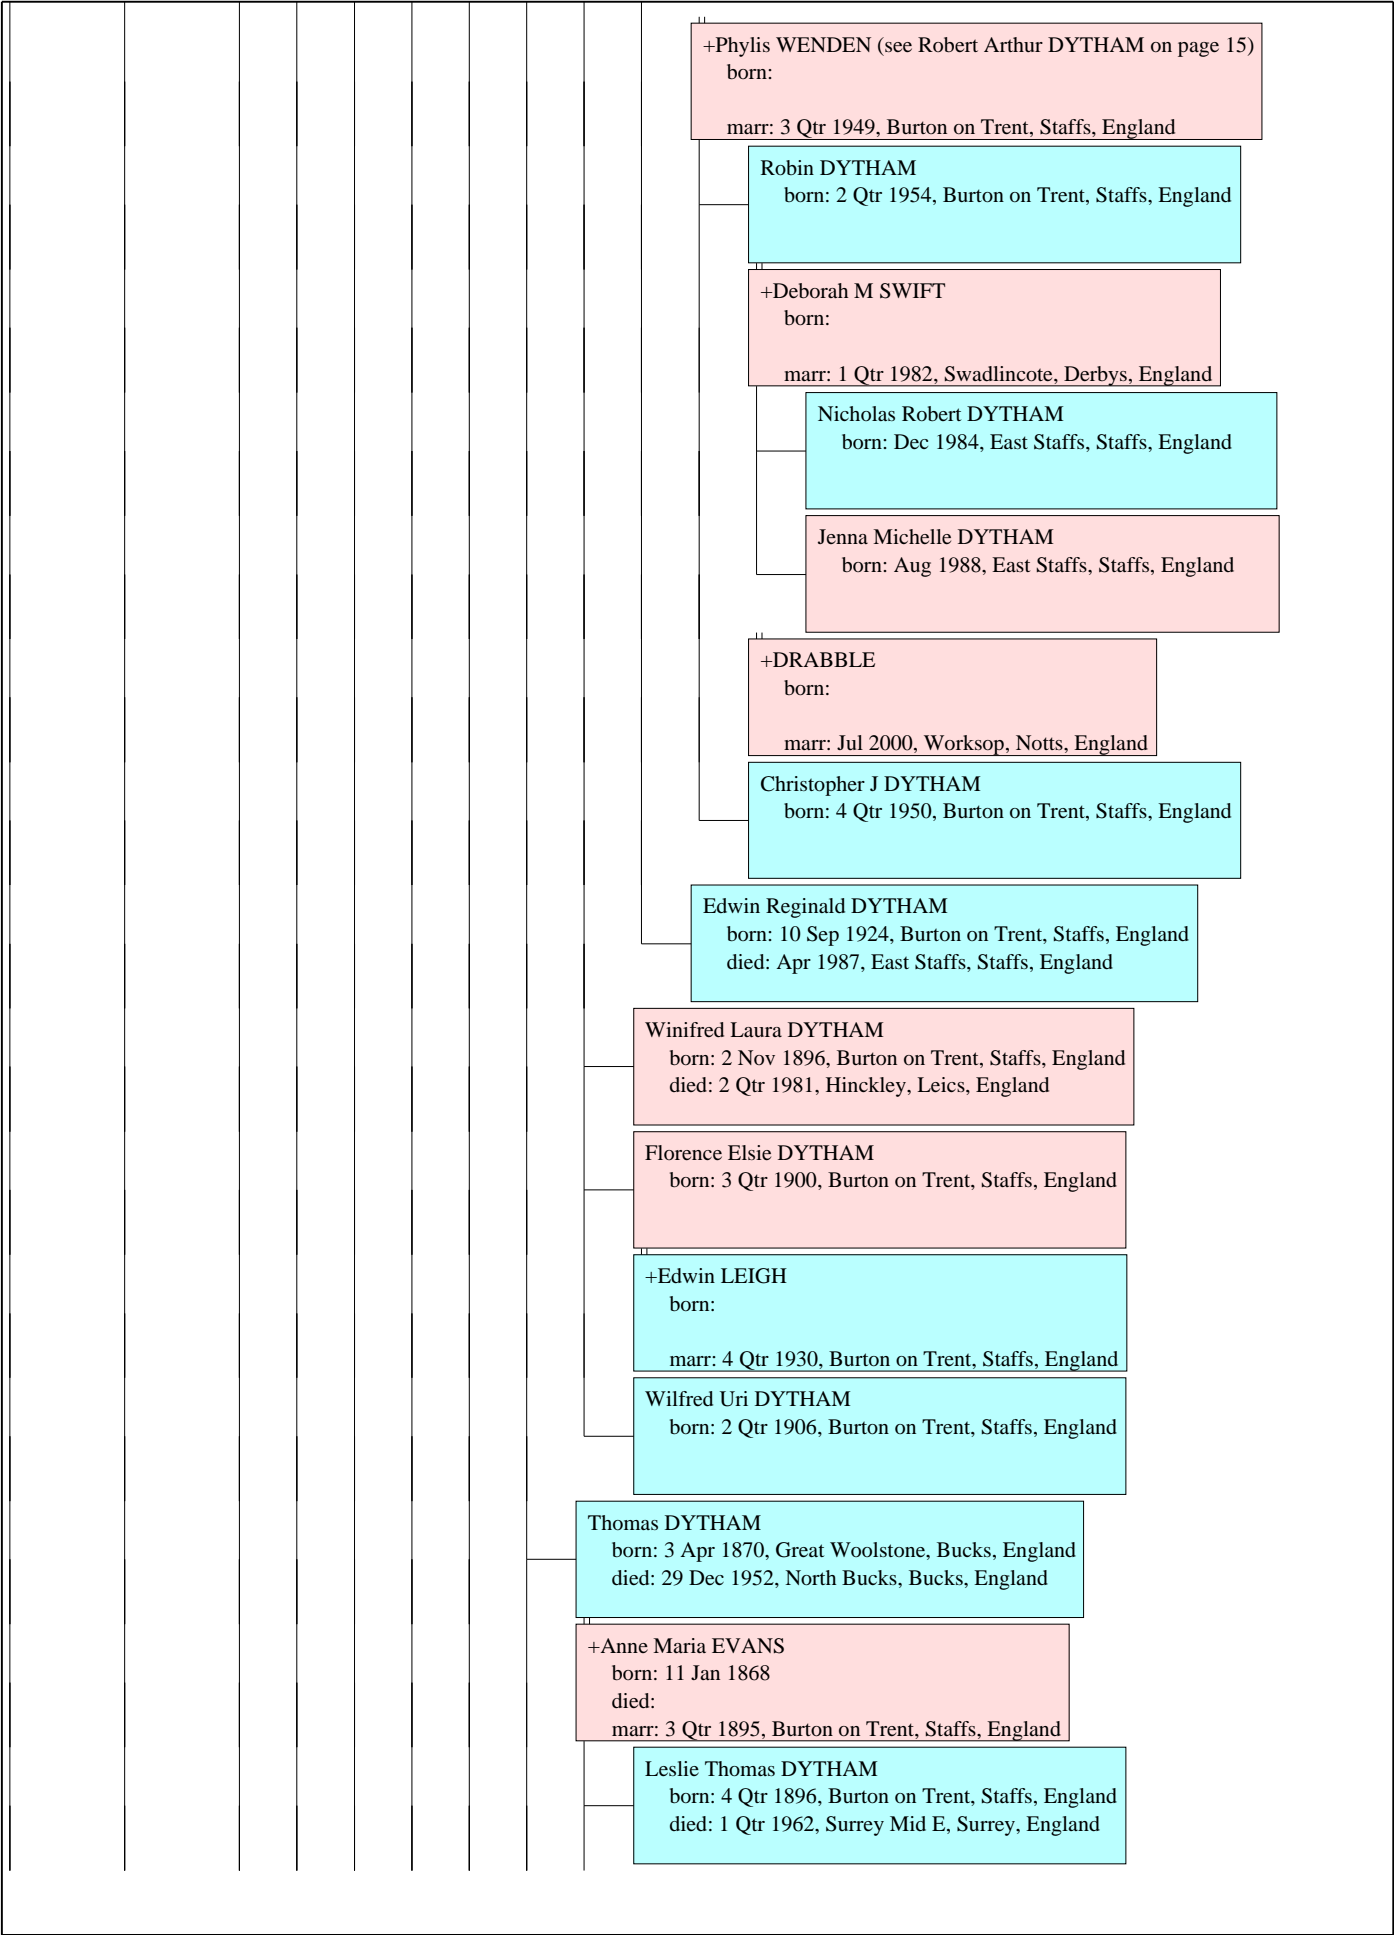 +Phylis WENDEN (see Robert Arthur DYTHAM on page 15)
born:
marr: 3 Qtr 1949, Burton on Trent, Staffs, England
Robin DYTHAM
born: 2 Qtr 1954, Burton on Trent, Staffs, England
+Deborah M SWIFT
born:
marr: 1 Qtr 1982, Swadlincote, Derbys, England
Nicholas Robert DYTHAM
born: Dec 1984, East Staffs, Staffs, England
Jenna Michelle DYTHAM
born: Aug 1988, East Staffs, Staffs, England
+DRABBLE
born:
marr: Jul 2000, Worksop, Notts, England
Christopher J DYTHAM
born: 4 Qtr 1950, Burton on Trent, Staffs, England
Edwin Reginald DYTHAM
born: 10 Sep 1924, Burton on Trent, Staffs, England
died: Apr 1987, East Staffs, Staffs, England
Winifred Laura DYTHAM
born: 2 Nov 1896, Burton on Trent, Staffs, England
died: 2 Qtr 1981, Hinckley, Leics, England
Florence Elsie DYTHAM
born: 3 Qtr 1900, Burton on Trent, Staffs, England
+Edwin LEIGH
born:
marr: 4 Qtr 1930, Burton on Trent, Staffs, England
Wilfred Uri DYTHAM
born: 2 Qtr 1906, Burton on Trent, Staffs, England
Thomas DYTHAM
born: 3 Apr 1870, Great Woolstone, Bucks, England
died: 29 Dec 1952, North Bucks, Bucks, England
+Anne Maria EVANS
born: 11 Jan 1868
died:
marr: 3 Qtr 1895, Burton on Trent, Staffs, England
Leslie Thomas DYTHAM
born: 4 Qtr 1896, Burton on Trent, Staffs, England
died: 1 Qtr 1962, Surrey Mid E, Surrey, England